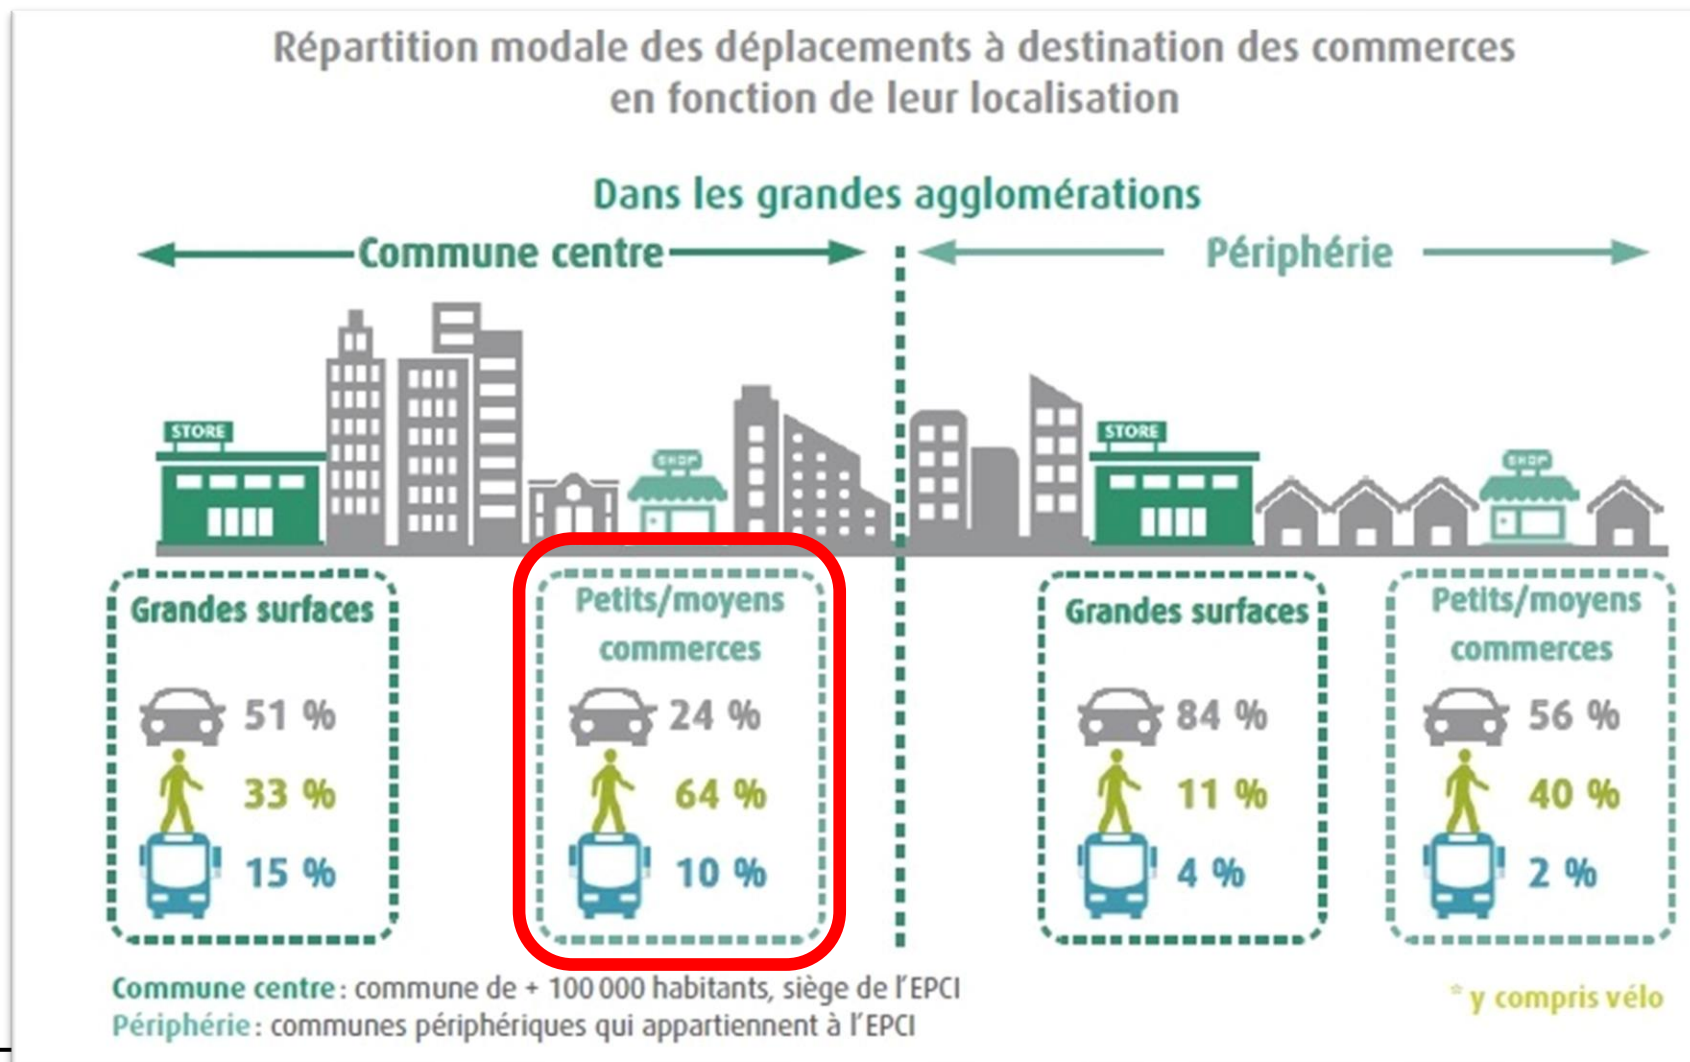 Répartition modale des déplacements à destination des commerces
en fonction de leur localisation
Dans les grandes agglomérations
Commune centre
Périphérie
STORE
SHOP
STORE
SHOP
Grandes surfaces
51 %
33 %
15 %
Petits/moyens
commerces
24 %
64 %
10 %
Grandes surfaces
84 %
11 %
4 %
Petits/moyens
commerces
56 %
40 %
2 %
Commune centre : commune de + 100 000 habitants, siège de l'EPCI
Périphérie : communes périphériques qui appartiennent à l'EPCI
* y compris vélo